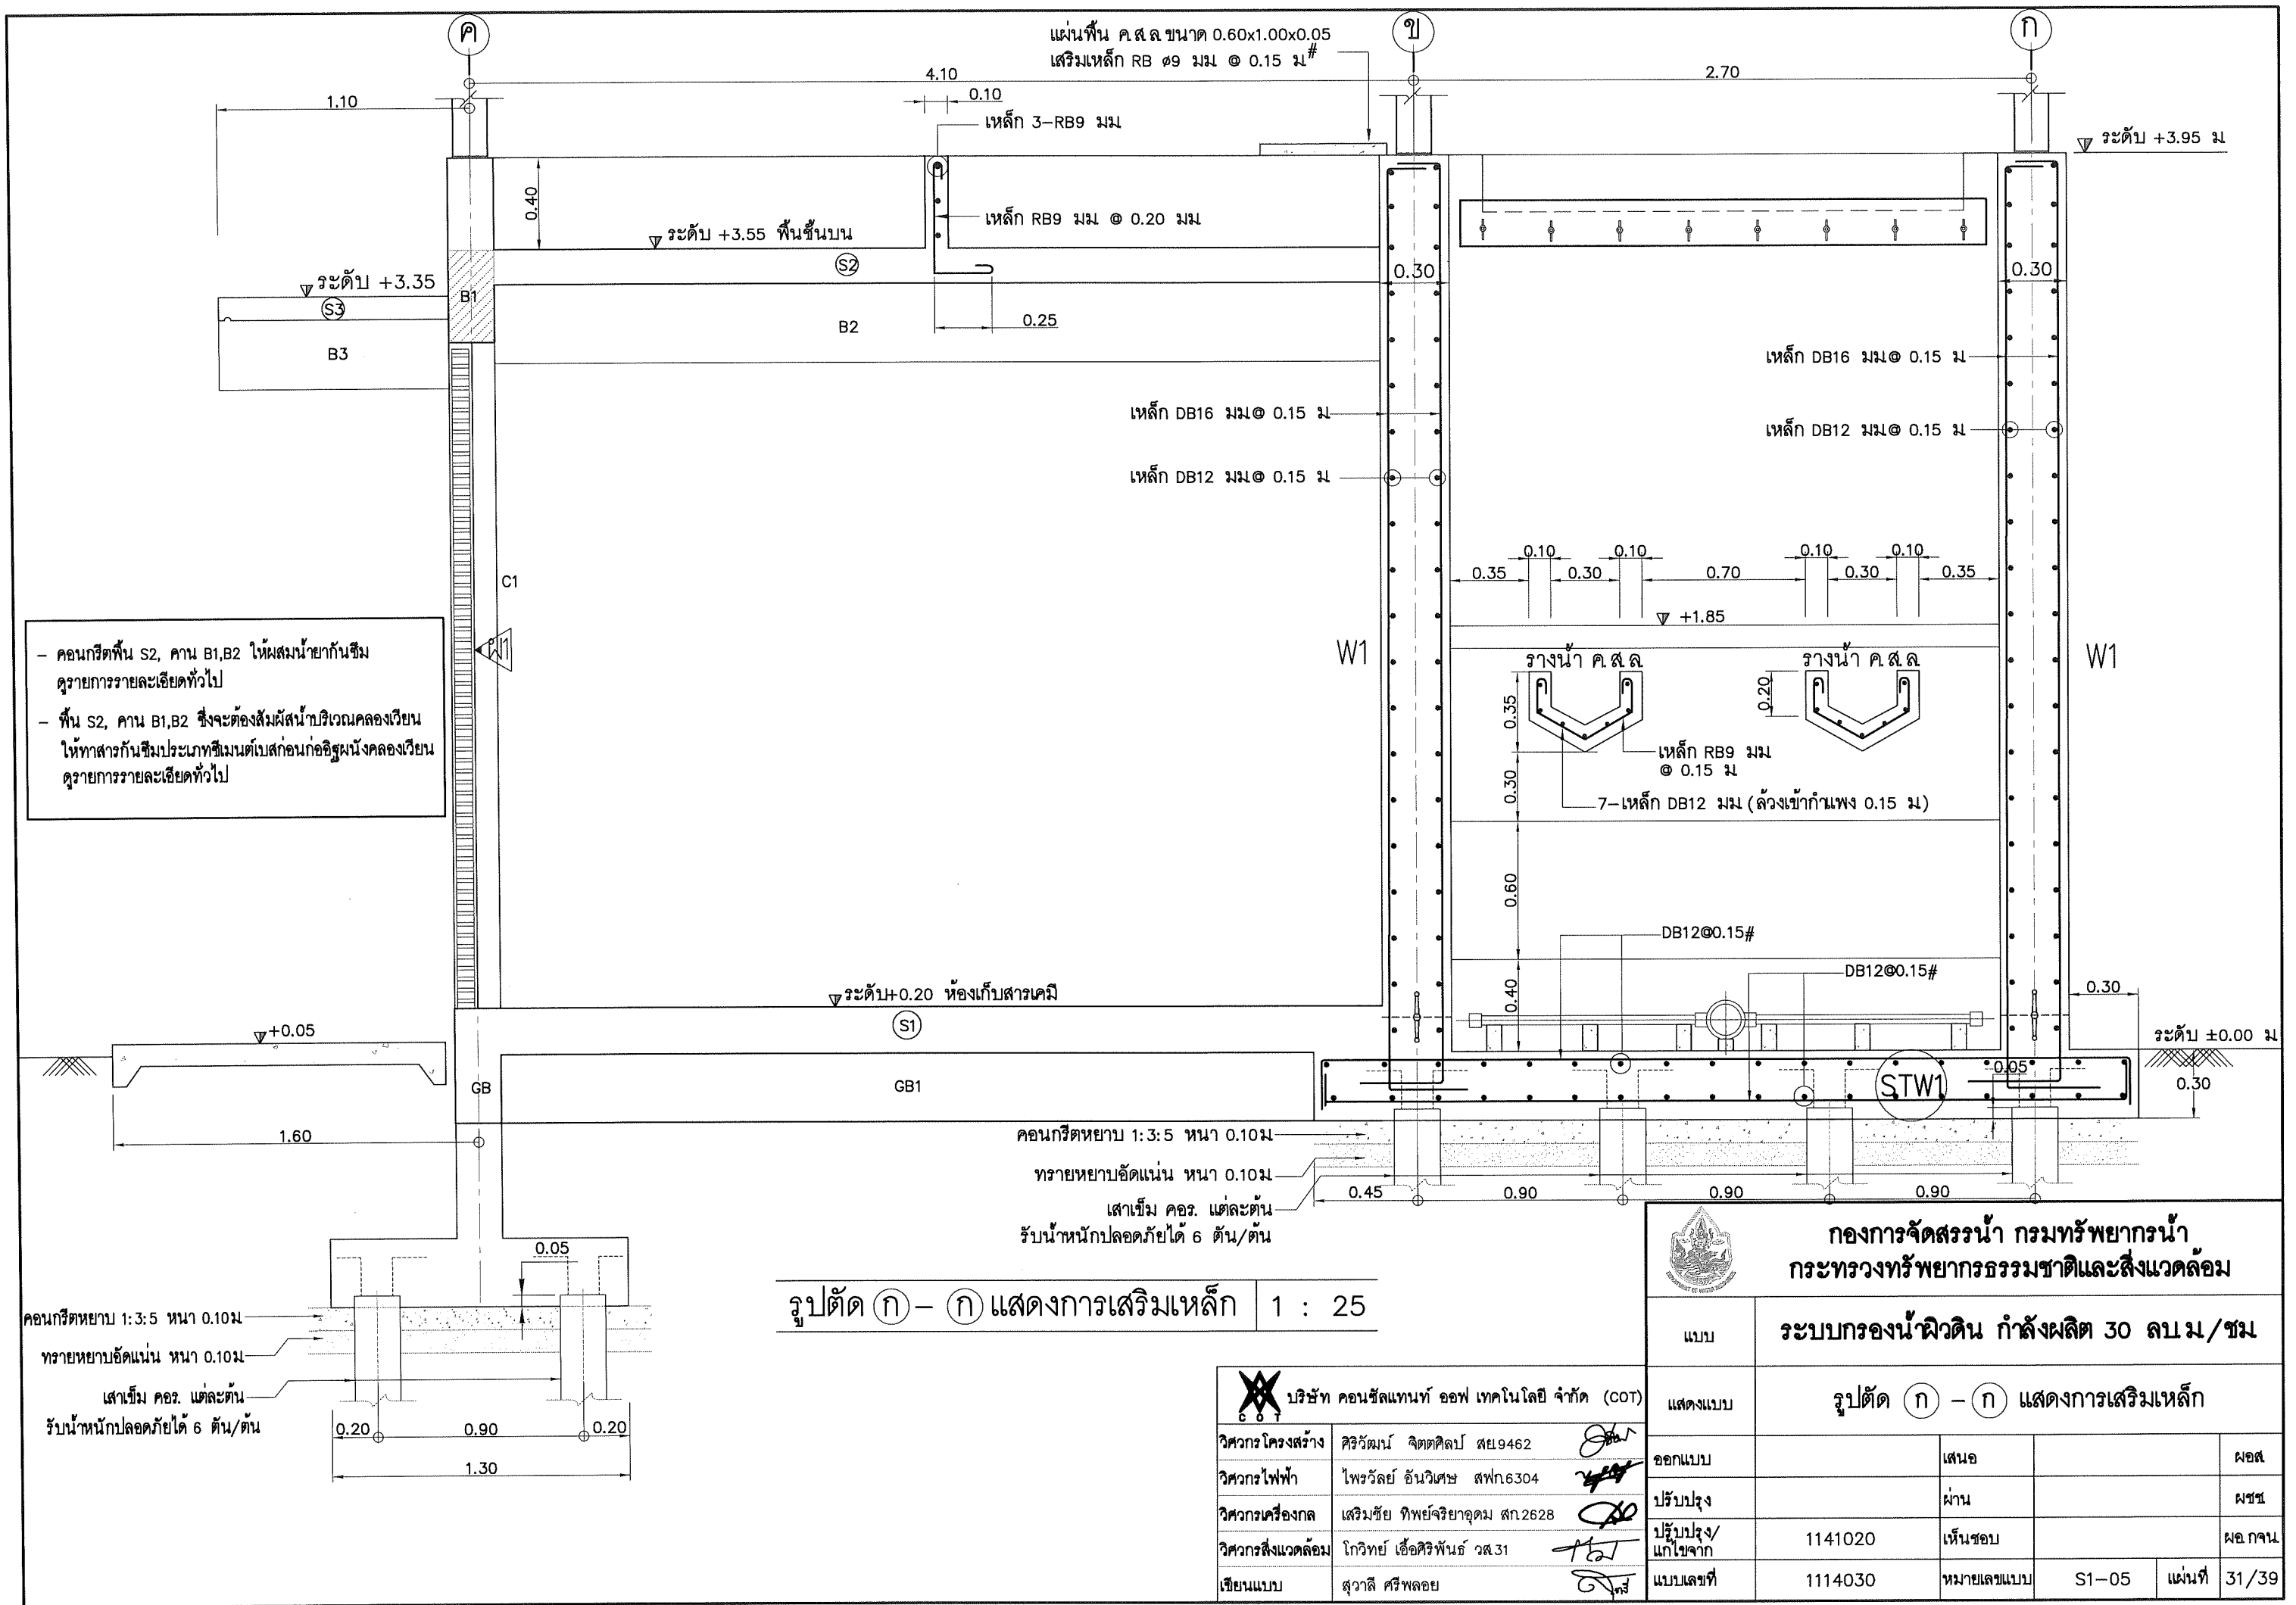 ค
ข
ก
แผ่นพื้น ค.ส.ล.ขนาด 0.60x1.00x0.05
เสริมเหล็ก RB ø9 มม. @ 0.15 ม.#
4.10
2.70
1.10
0.10
เหล็ก 3-RB9 มม.
ระดับ +3.95 ม.
0.40
เหล็ก RB9 มม. @ 0.20 มม.
ระดับ +3.55 พื้นชั้นบน
S2
0.30
0.30
ระดับ +3.35
S3
B1
B2
0.25
B3
เหล็ก DB16 มม.@ 0.15 ม.
เหล็ก DB16 มม.@ 0.15 ม.
เหล็ก DB12 มม.@ 0.15 ม.
เหล็ก DB12 มม.@ 0.15 ม.
0.10
0.10
0.10
0.10
0.35
0.30
0.70
0.30
0.35
C1
+1.85
- คอนกรีตพื้น S2, คาน B1,B2 ให้ผสมน้ำยากันซึม
ดูรายการรายละเอียดทั่วไป
- พื้น S2, คาน B1,B2 ซึ่งจะต้องสัมผัสน้ำบริเวณคลองเวียน
ให้ทาสารกันซึมประเภทซีเมนต์เบสก่อนก่ออิฐผนังคลองเวียน
ดูรายการรายละเอียดทั่วไป
W1
W1
รางน้ำ ค.ส.ล.
รางน้ำ ค.ส.ล.
0.35
0.20
เหล็ก RB9 มม.
@ 0.15 ม.
0.30
7-เหล็ก DB12 มม. (ล้วงเข้ากำแพง 0.15 ม.)
0.60
DB12@0.15#
DB12@0.15#
0.40
0.30
ระดับ+0.20 ห้องเก็บสารเคมี
S1
+0.05
ระดับ ±0.00 ม.
0.05
0.30
GB
GB1
STW1
1.60
คอนกรีตหยาบ 1:3:5 หนา 0.10ม.
ทรายหยาบอัดแน่น หนา 0.10ม.
เสาเข็ม คอร. แต่ละต้น
รับน้ำหนักปลอดภัยได้ 6 ตัน/ต้น
0.45
0.90
0.90
0.90
0.05
คอนกรีตหยาบ 1:3:5 หนา 0.10ม.
ทรายหยาบอัดแน่น หนา 0.10ม.
เสาเข็ม คอร. แต่ละต้น
รับน้ำหนักปลอดภัยได้ 6 ตัน/ต้น
0.20
0.90
0.20
1.30
รูปตัด ก - ก แสดงการเสริมเหล็ก 1 : 25
กองการจัดสรรน้ำ กรมทรัพยากรน้ำ
กระทรวงทรัพยากรธรรมชาติและสิ่งแวดล้อม
แบบ
ระบบกรองน้ำผิวดิน กำลังผลิต 30 ลบ.ม./ชม.
แสดงแบบ
รูปตัด ก - ก แสดงการเสริมเหล็ก
ออกแบบ
เสนอ
ผอส.
ปรับปรุง
ผ่าน
ผชช.
ปรับปรุง/
แก้ไขจาก
1141020
เห็นชอบ
ผอ.กจน.
แบบเลขที่
1114030
หมายเลขแบบ
S1-05
แผ่นที่
31/39
COT
บริษัท คอนซัลแทนท์ ออฟ เทคโนโลยี จำกัด (COT)
วิศวกรโครงสร้าง ศิริวัฒน์ จิตตศิลป์ สย.9462
วิศวกรไฟฟ้า ไพรวัลย์ อันวิเศษ สฟก.6304
วิศวกรเครื่องกล เสริมชัย ทิพย์จริยาอุดม สก.2628
วิศวกรสิ่งแวดล้อม โกวิทย์ เอื้อศิริพันธ์ วส.31
เขียนแบบ สุวาลี ศรีพลอย